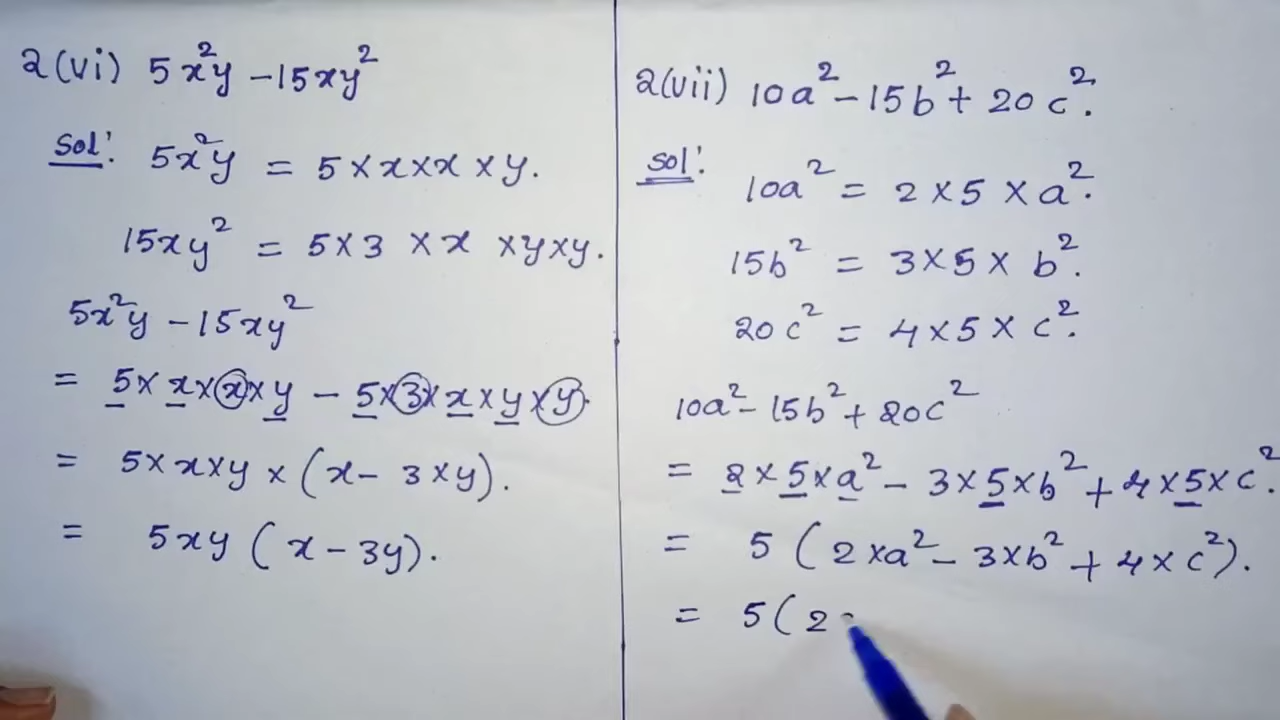 2(vi) 5x²y - 15xy²
Sol: 5x²y = 5 × x × x × y.
15xy² = 5 × 3 × x × y × y.
5x²y - 15xy²
= 5 × x × x × y - 5 × 3 × x × y × y.
= 5 × x × y × (x - 3 × y).
= 5xy (x - 3y).
2(vii) 10a² - 15b² + 20c².
Sol: 10a² = 2 × 5 × a².
15b² = 3 × 5 × b².
20c² = 4 × 5 × c².
10a² - 15b² + 20c²
= 2 × 5 × a² - 3 × 5 × b² + 4 × 5 × c².
= 5 (2 × a² - 3 × b² + 4 × c²).
= 5 (2